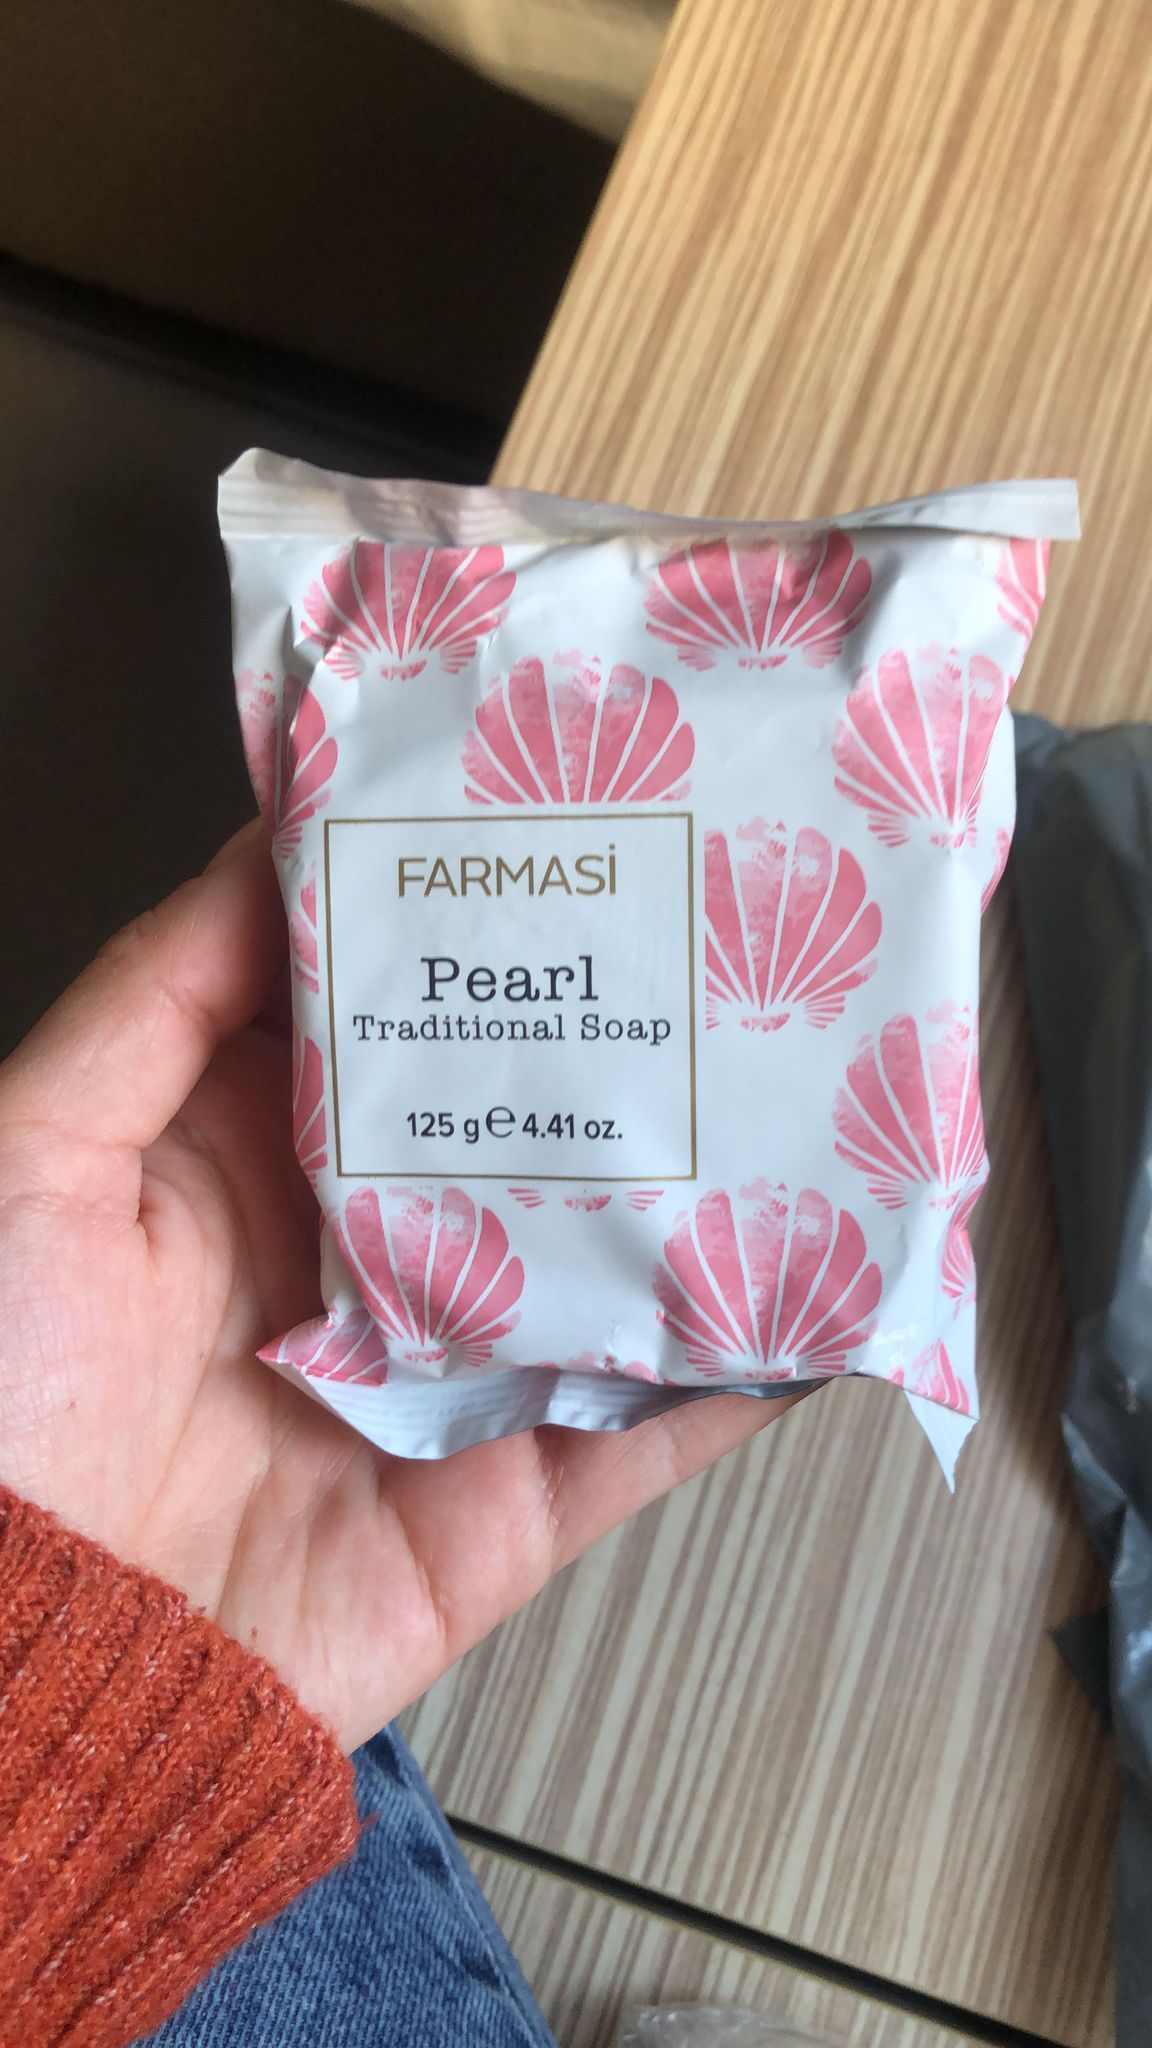 FARMASİ
Pearl
Traditional Soap
125 g ℮ 4.41 oz.